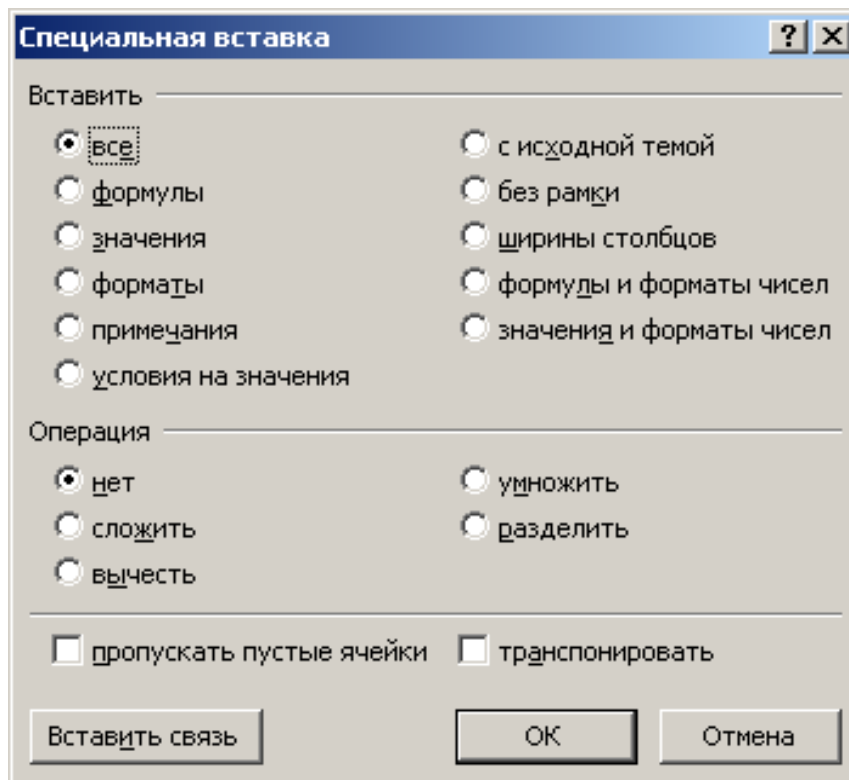 Специальная вставка ? X
Вставить
все с исходной темой
формулы без рамки
значения ширины столбцов
форматы формулы и форматы чисел
примечания значения и форматы чисел
условия на значения
Операция
нет умножить
сложить разделить
вычесть
пропускать пустые ячейки транспонировать
Вставить связь ОК Отмена